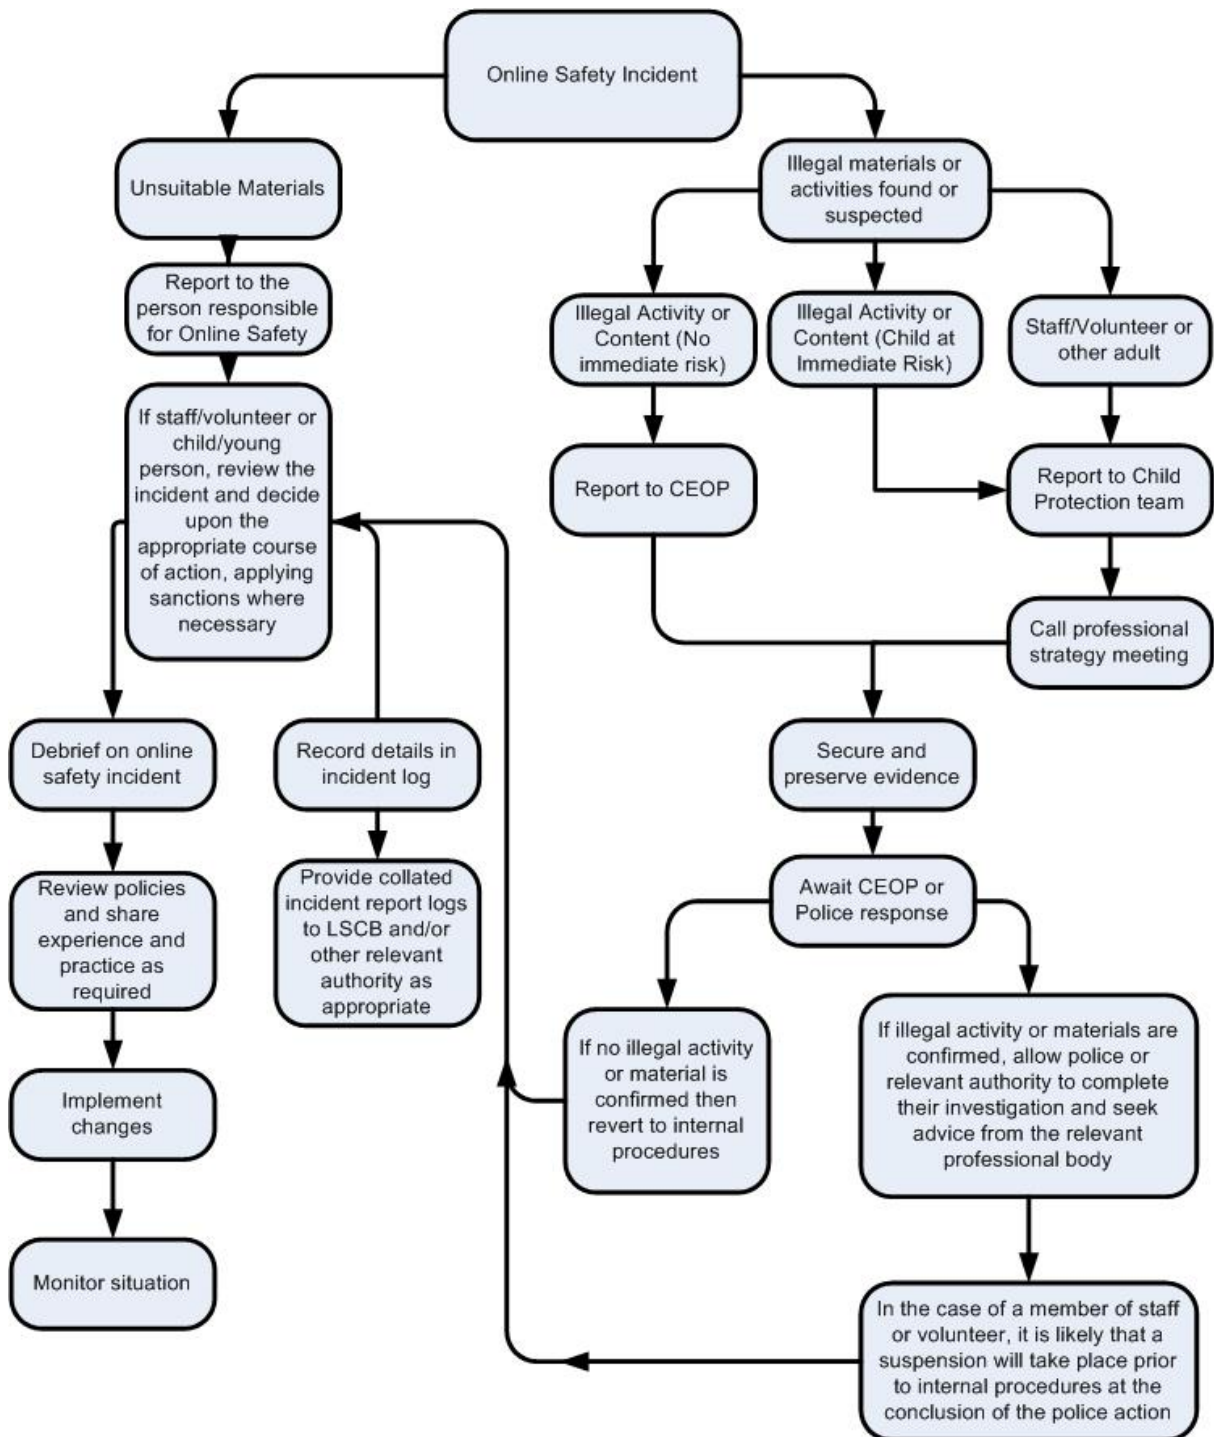 Online Safety Incident
Unsuitable Materials
Report to the
person responsible
for Online Safety
If staff/volunteer or
child/young
person, review the
incident and decide
upon the
appropriate course
of action, applying
sanctions where
necessary
Debrief on online
safety incident
Review policies
and share
experience and
practice as
required
Implement
changes
Monitor situation
Record details in
incident log
Provide collated
incident report logs
to LSCB and/or
other relevant
authority as
appropriate
Illegal materials or
activities found or
suspected
Illegal Activity or
Content (No
immediate risk)
Illegal Activity or
Content (Child at
Immediate Risk)
Staff/Volunteer or
other adult
Report to CEOP
Report to Child
Protection team
Call professional
strategy meeting
Secure and
preserve evidence
Await CEOP or
Police response
If no illegal activity
or material is
confirmed then
revert to internal
procedures
If illegal activity or materials are
confirmed, allow police or
relevant authority to complete
their investigation and seek
advice from the relevant
professional body
In the case of a member of staff
or volunteer, it is likely that a
suspension will take place prior
to internal procedures at the
conclusion of the police action